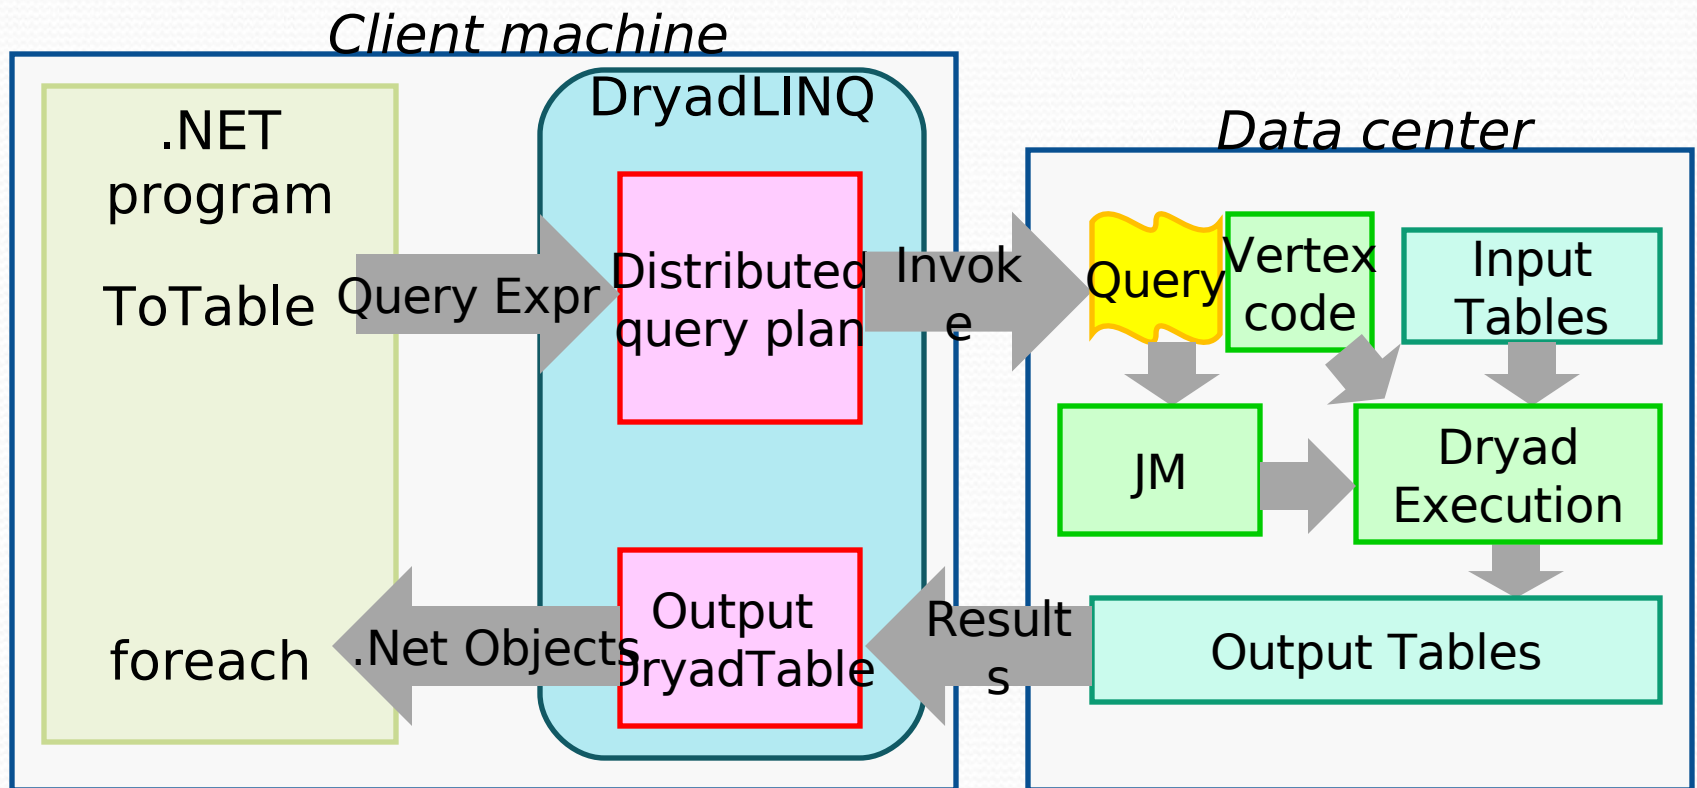 Client machine
DryadLINQ
.NET
program
ToTable
Query Expr
Distributed
query plan
Invok
e
Data center
Query
Vertex
code
Input
Tables
JM
Dryad
Execution
foreach
.Net Objects
Output
DryadTable
Result
s
Output Tables